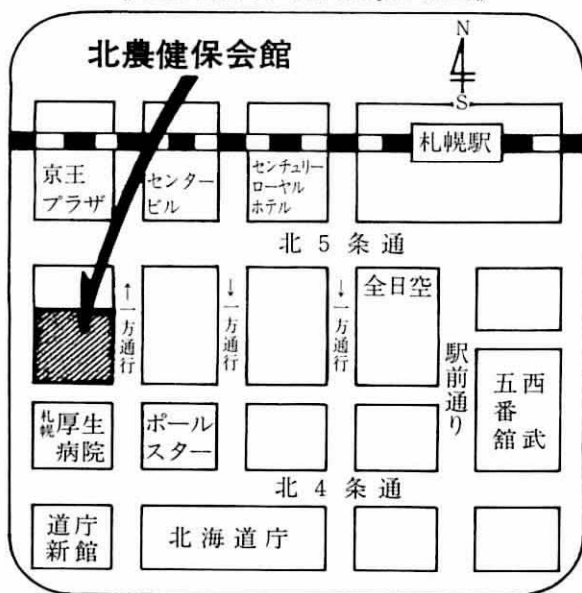 北農健保会館
N
S
札幌駅
京王
プラザ
センター
ビル
センチュリー
ローヤル
ホテル
北5条通
↑一方通行
↓一方通行
↓一方通行
全日空
駅前通り
五番舘
西武
札幌厚生
病院
ポール
スター
北4条通
道庁
新館
北海道庁